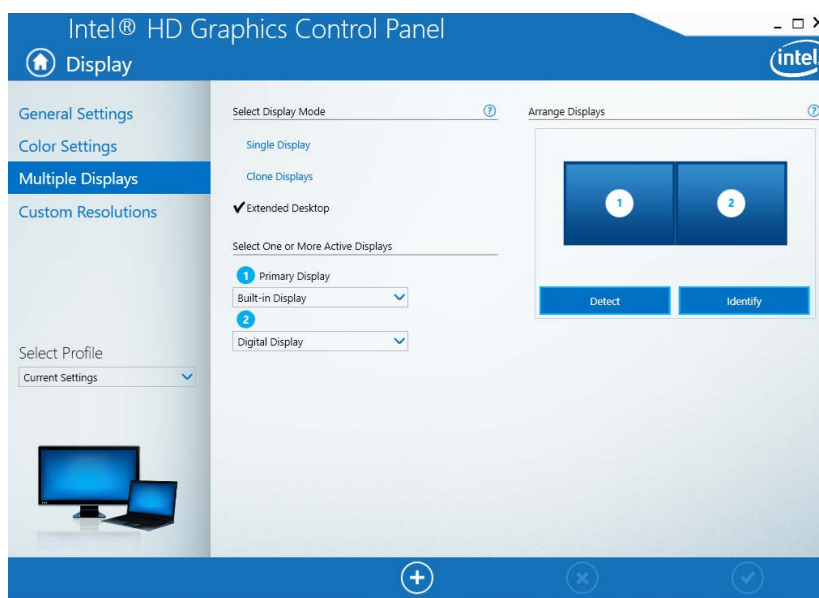 Intel® HD Graphics Control Panel
Display
intel
General Settings
Color Settings
Multiple Displays
Custom Resolutions
Select Profile
Current Settings
Select Display Mode
Single Display
Clone Displays
Extended Desktop
Select One or More Active Displays
1 Primary Display
Built-in Display
2
Digital Display
Arrange Displays
1 2
Detect Identify